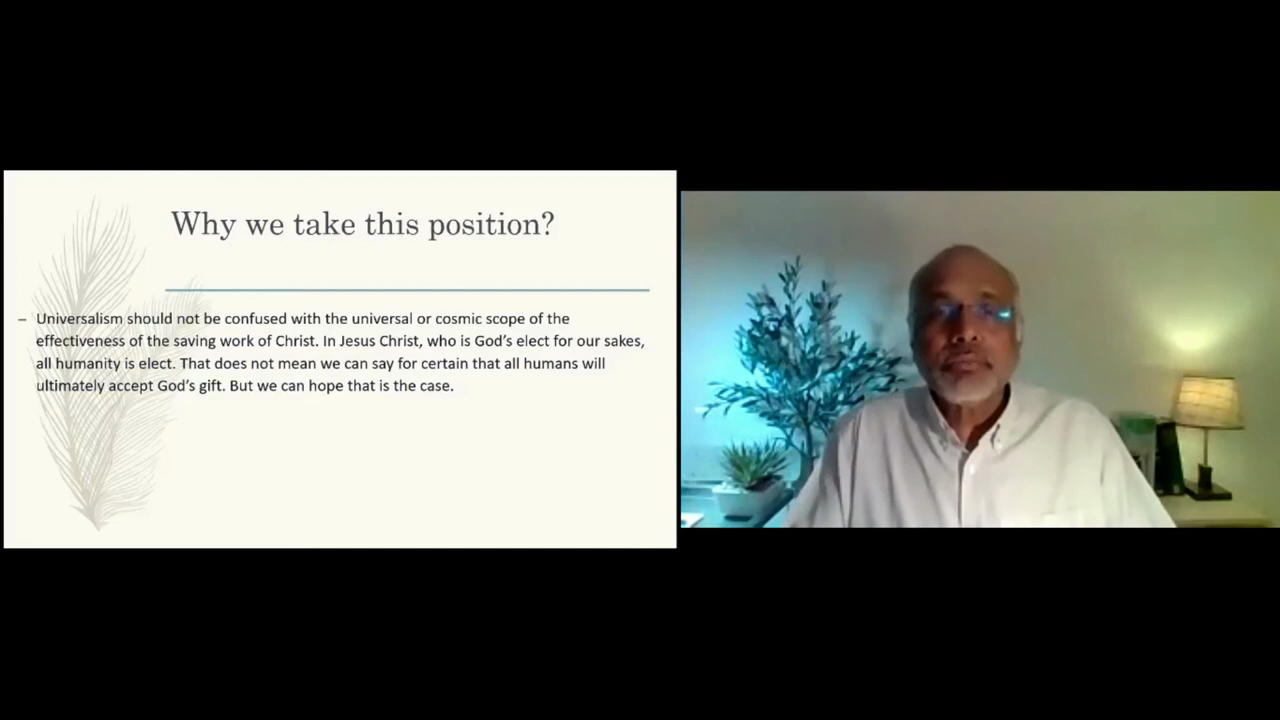 Why we take this position?
– Universalism should not be confused with the universal or cosmic scope of the
effectiveness of the saving work of Christ. In Jesus Christ, who is God’s elect for our sakes,
all humanity is elect. That does not mean we can say for certain that all humans will
ultimately accept God’s gift. But we can hope that is the case.